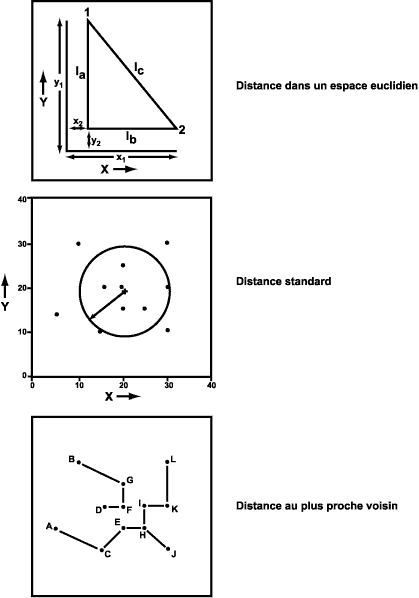 1
la
lc
y1
Y
x2
lb
2
y2
x1
X
Distance dans un espace euclidien
40
30
20
10
0
Y
0 10 20 30 40
X
Distance standard
B
L
G
D F I K
E
A
H
C
J
Distance au plus proche voisin